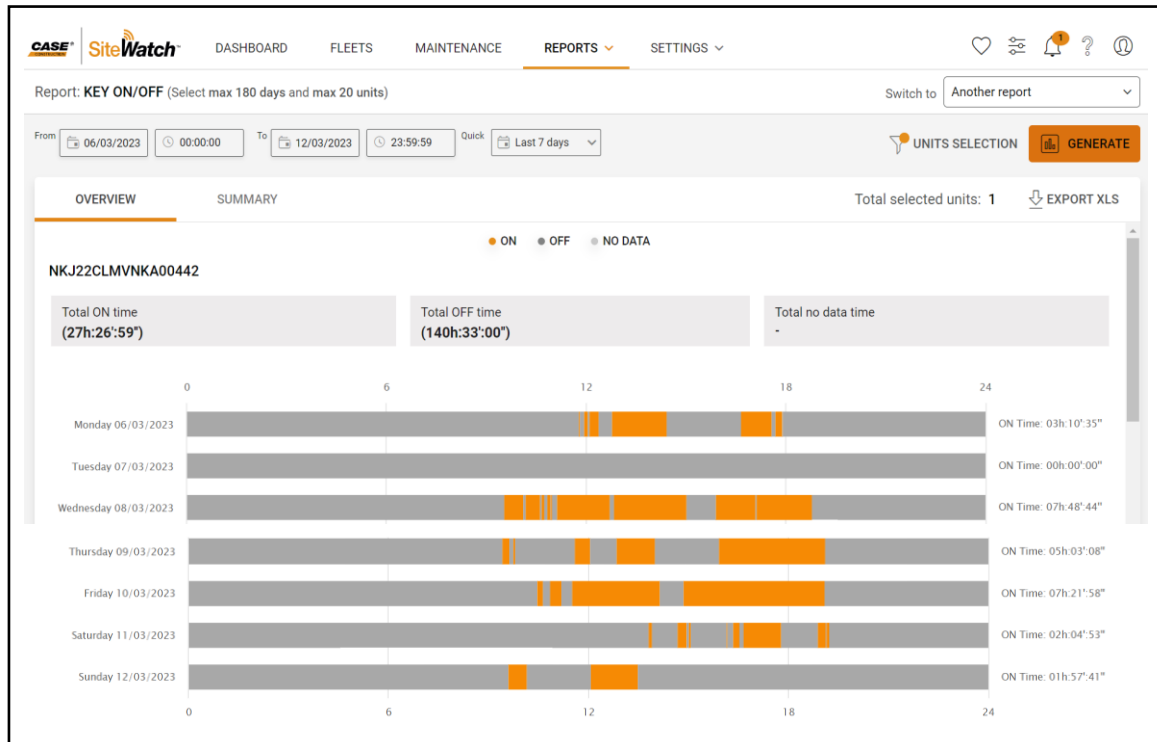 CASE CONSTRUCTION SiteWatch™ DASHBOARD FLEETS MAINTENANCE REPORTS SETTINGS 1
Report: KEY ON/OFF (Select max 180 days and max 20 units) Switch to Another report
From 06/03/2023 00:00:00 To 12/03/2023 23:59:59 Quick Last 7 days UNITS SELECTION GENERATE
OVERVIEW SUMMARY Total selected units: 1 EXPORT XLS
ON OFF NO DATA
NKJ22CLMVNKA00442
Total ON time Total OFF time Total no data time
(27h:26':59") (140h:33':00") -
0 6 12 18 24
Monday 06/03/2023 ON Time: 03h:10':35"
Tuesday 07/03/2023 ON Time: 00h:00':00"
Wednesday 08/03/2023 ON Time: 07h:48':44"
Thursday 09/03/2023 ON Time: 05h:03':08"
Friday 10/03/2023 ON Time: 07h:21':58"
Saturday 11/03/2023 ON Time: 02h:04':53"
Sunday 12/03/2023 ON Time: 01h:57':41"
0 6 12 18 24